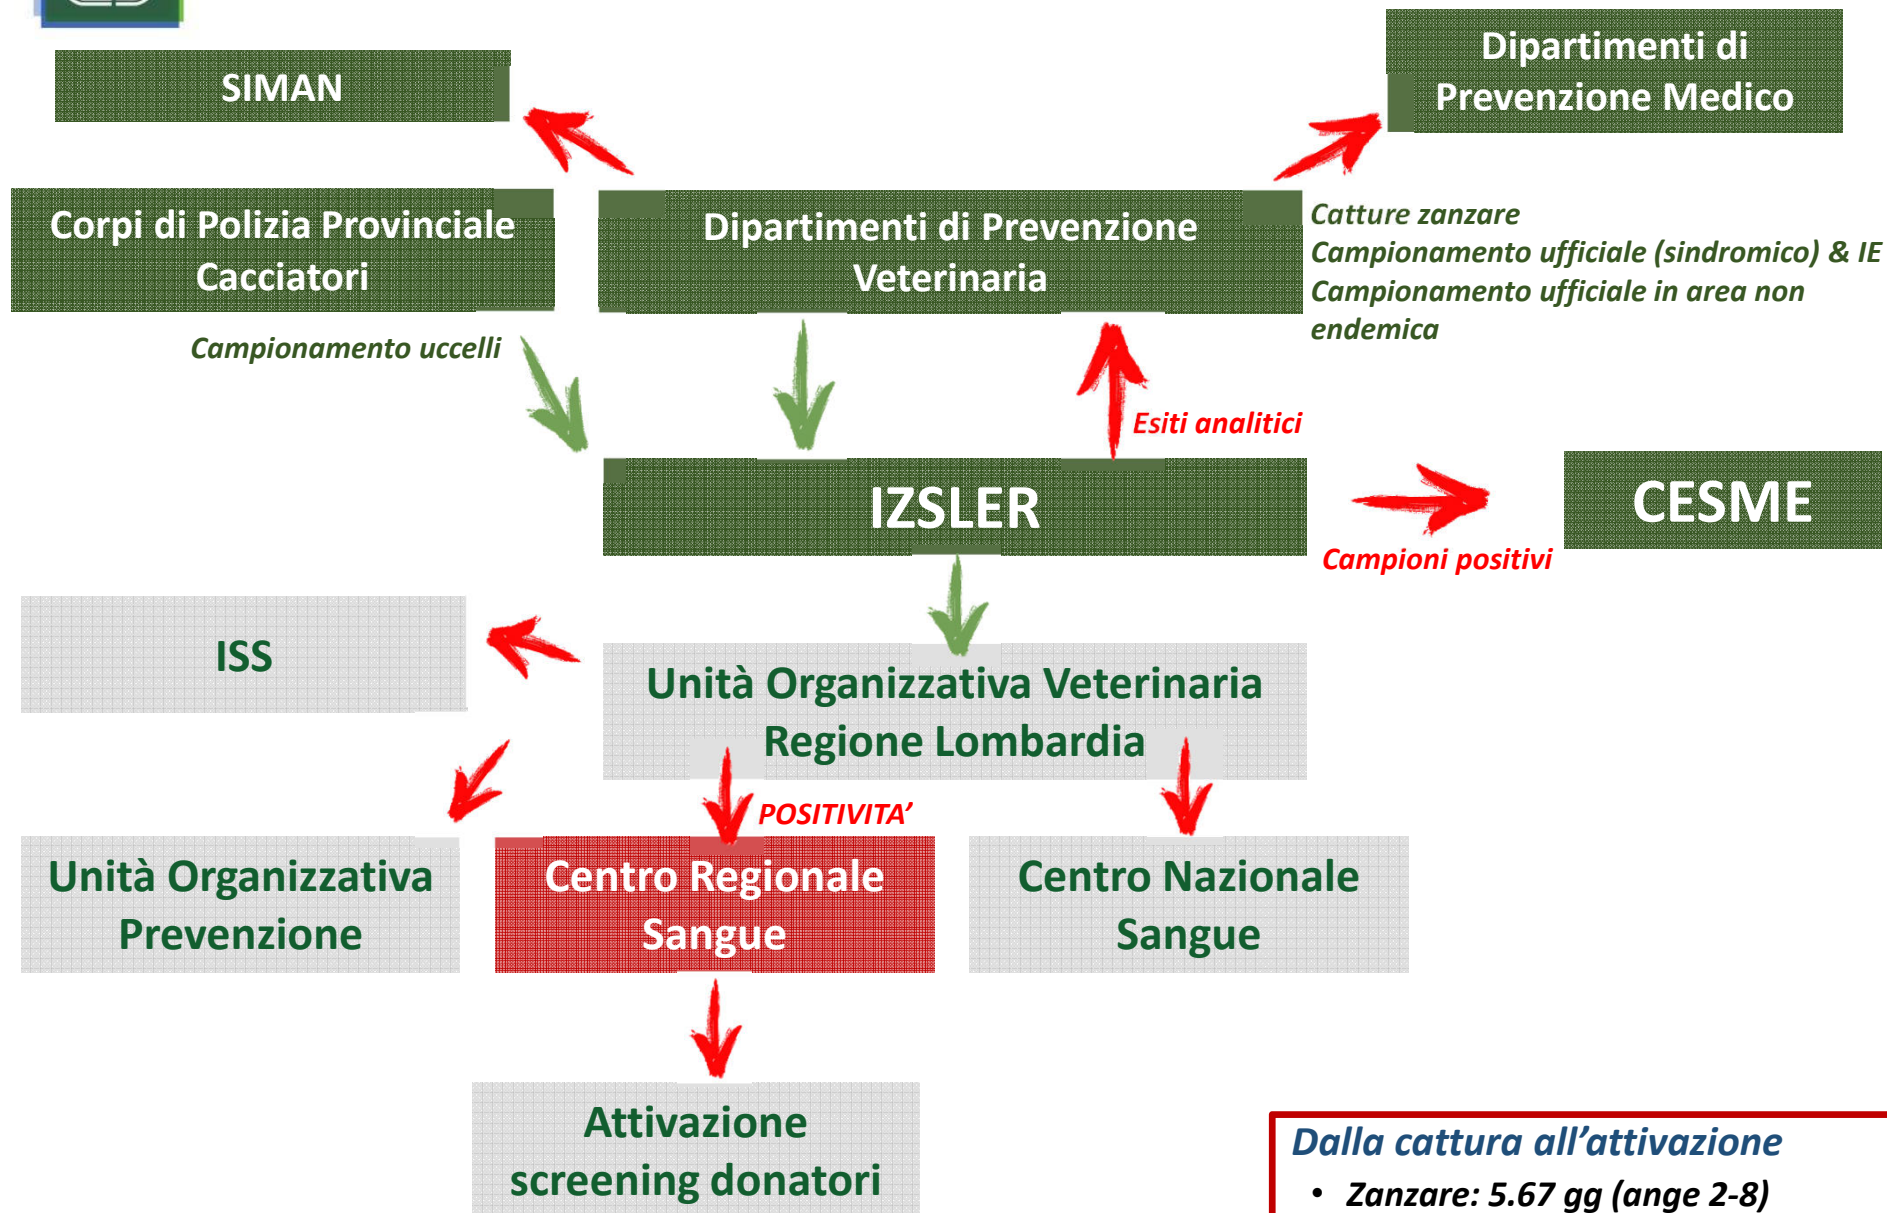 SIMAN
Dipartimenti di
Prevenzione Medico
Corpi di Polizia Provinciale
Cacciatori
Dipartimenti di Prevenzione
Veterinaria
Catture zanzare
Campionamento ufficiale (sindromico) & IE
Campionamento ufficiale in area non
endemica
Campionamento uccelli
Esiti analitici
IZSLER
CESME
Campioni positivi
ISS
Unità Organizzativa Veterinaria
Regione Lombardia
POSITIVITA’
Unità Organizzativa
Prevenzione
Centro Regionale
Sangue
Centro Nazionale
Sangue
Attivazione
screening donatori
Dalla cattura all’attivazione
• Zanzare: 5.67 gg (ange 2-8)